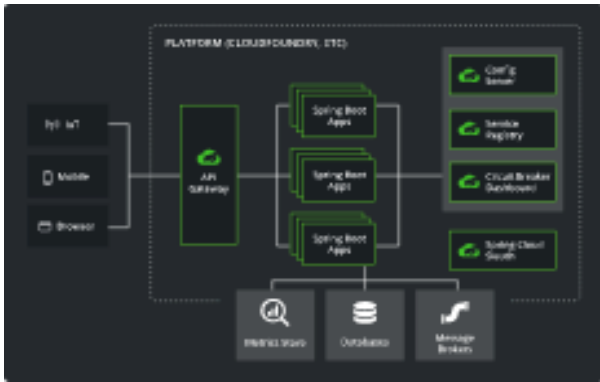 PLATFORM (CLOUDFOUNDRY, ETC)
IoT
Mobile
Browser
API
Gateway
Spring Boot
Apps
Spring Boot
Apps
Spring Boot
Apps
Config
Server
Service
Registry
Circuit Breaker
Dashboard
Spring Cloud
Sleuth
Metrics Store
Databases
Message
Brokers